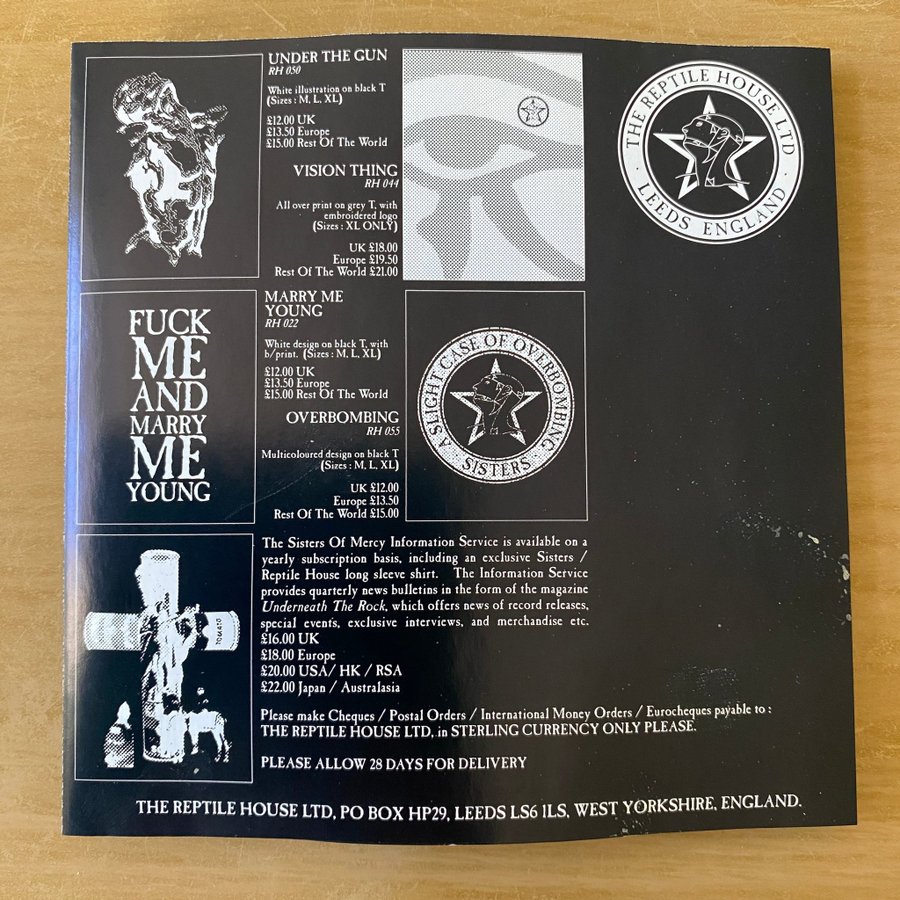 UNDER THE GUN
RH 050
White illustration on black T
(Sizes : M, L, XL)
£12.00 UK
£13.50 Europe
£15.00 Rest Of The World
VISION THING
RH 044
All over print on grey T, with
embroidered logo
(Sizes : XL ONLY)
UK £18.00
Europe £19.50
Rest Of The World £21.00
THE REPTILE HOUSE LTD
LEEDS ENGLAND
FUCK
ME
AND
MARRY
ME
YOUNG
MARRY ME
YOUNG
RH 022
White design on black T, with
b/print. (Sizes : M, L, XL)
£12.00 UK
£13.50 Europe
£15.00 Rest Of The World
OVERBOMBING
RH 055
Multicoloured design on black T
(Sizes : M, L, XL)
UK £12.00
Europe £13.50
Rest Of The World £15.00
A SLIGHT CASE OF OVERBOMBING
SISTERS
TOMATO
The Sisters Of Mercy Information Service is available on a
yearly subscription basis, including an exclusive Sisters /
Reptile House long sleeve shirt. The Information Service
provides quarterly news bulletins in the form of the magazine
Underneath The Rock, which offers news of record releases,
special events, exclusive interviews, and merchandise etc.
£16.00 UK
£18.00 Europe
£20.00 USA/ HK / RSA
£22.00 Japan / Australasia
Please make Cheques / Postal Orders / International Money Orders / Eurocheques payable to :
THE REPTILE HOUSE LTD, in STERLING CURRENCY ONLY PLEASE.
PLEASE ALLOW 28 DAYS FOR DELIVERY
THE REPTILE HOUSE LTD, PO BOX HP29, LEEDS LS6 1LS, WEST YORKSHIRE, ENGLAND.